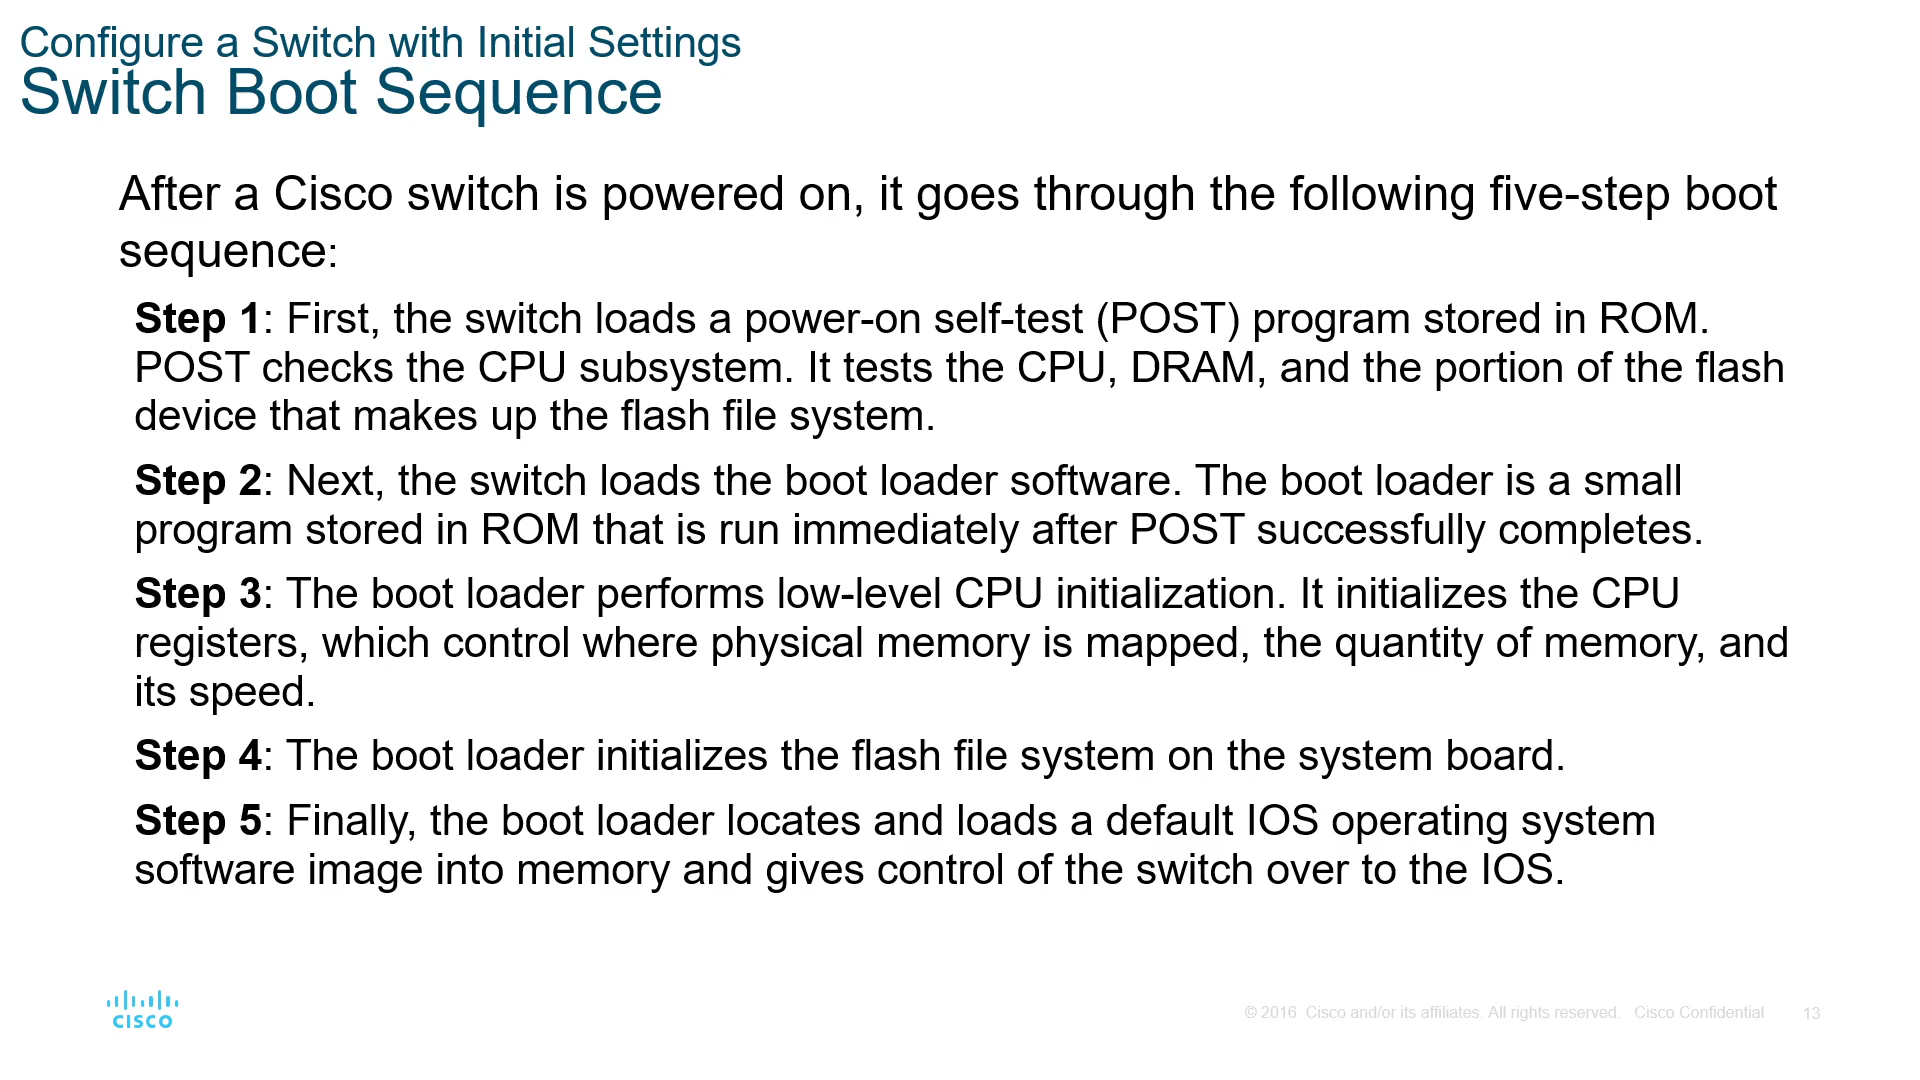 Configure a Switch with Initial Settings
Switch Boot Sequence
After a Cisco switch is powered on, it goes through the following five-step boot
sequence:
Step 1: First, the switch loads a power-on self-test (POST) program stored in ROM.
POST checks the CPU subsystem. It tests the CPU, DRAM, and the portion of the flash
device that makes up the flash file system.
Step 2: Next, the switch loads the boot loader software. The boot loader is a small
program stored in ROM that is run immediately after POST successfully completes.
Step 3: The boot loader performs low-level CPU initialization. It initializes the CPU
registers, which control where physical memory is mapped, the quantity of memory, and
its speed.
Step 4: The boot loader initializes the flash file system on the system board.
Step 5: Finally, the boot loader locates and loads a default IOS operating system
software image into memory and gives control of the switch over to the IOS.
CISCO
© 2016 Cisco and/or its affiliates. All rights reserved. Cisco Confidential 13